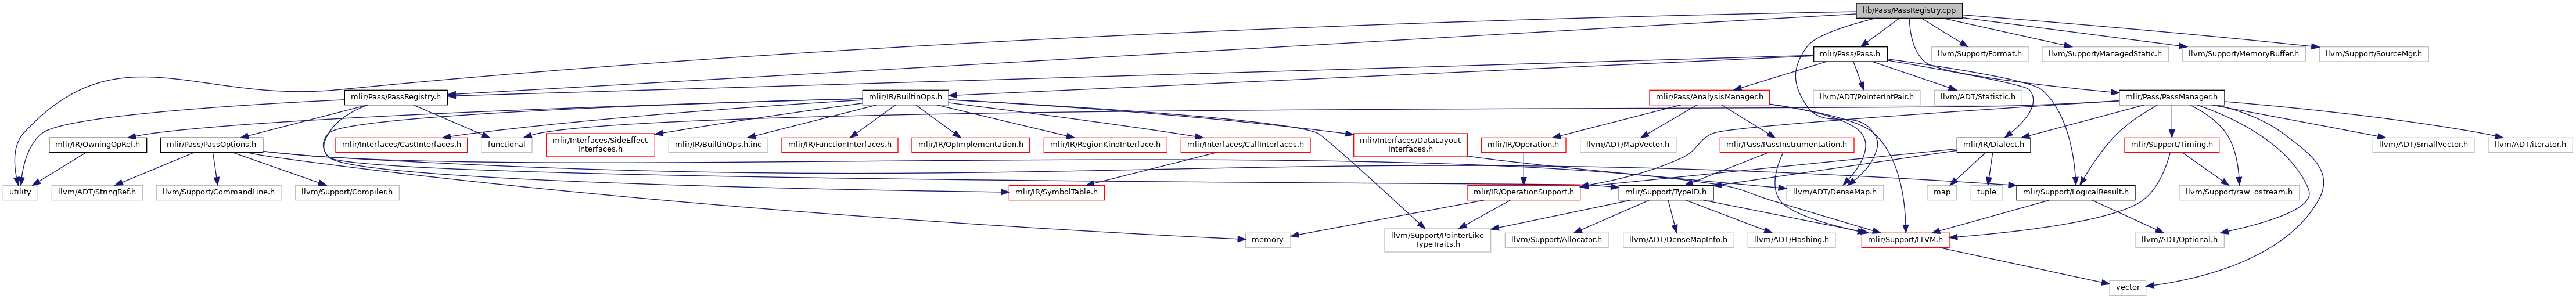 lib/Pass/PassRegistry.cpp
mlir/Pass/Pass.h
llvm/Support/Format.h
llvm/Support/ManagedStatic.h
llvm/Support/MemoryBuffer.h
llvm/Support/SourceMgr.h
mlir/Pass/PassRegistry.h
mlir/IR/BuiltinOps.h
mlir/Pass/AnalysisManager.h
llvm/ADT/PointerIntPair.h
llvm/ADT/Statistic.h
mlir/Pass/PassManager.h
mlir/IR/OwningOpRef.h
mlir/Pass/PassOptions.h
mlir/Interfaces/CastInterfaces.h
functional
mlir/Interfaces/SideEffect
Interfaces.h
mlir/IR/BuiltinOps.h.inc
mlir/IR/FunctionInterfaces.h
mlir/IR/OpImplementation.h
mlir/IR/RegionKindInterface.h
mlir/Interfaces/CallInterfaces.h
mlir/Interfaces/DataLayout
Interfaces.h
mlir/IR/Operation.h
llvm/ADT/MapVector.h
mlir/Pass/PassInstrumentation.h
mlir/IR/Dialect.h
mlir/Support/Timing.h
llvm/ADT/SmallVector.h
llvm/ADT/iterator.h
utility
llvm/ADT/StringRef.h
llvm/Support/CommandLine.h
llvm/Support/Compiler.h
mlir/IR/SymbolTable.h
mlir/IR/OperationSupport.h
mlir/Support/TypeID.h
llvm/ADT/DenseMap.h
map
tuple
mlir/Support/LogicalResult.h
llvm/Support/raw_ostream.h
memory
llvm/Support/PointerLike
TypeTraits.h
llvm/Support/Allocator.h
llvm/ADT/DenseMapInfo.h
llvm/ADT/Hashing.h
mlir/Support/LLVM.h
llvm/ADT/Optional.h
vector